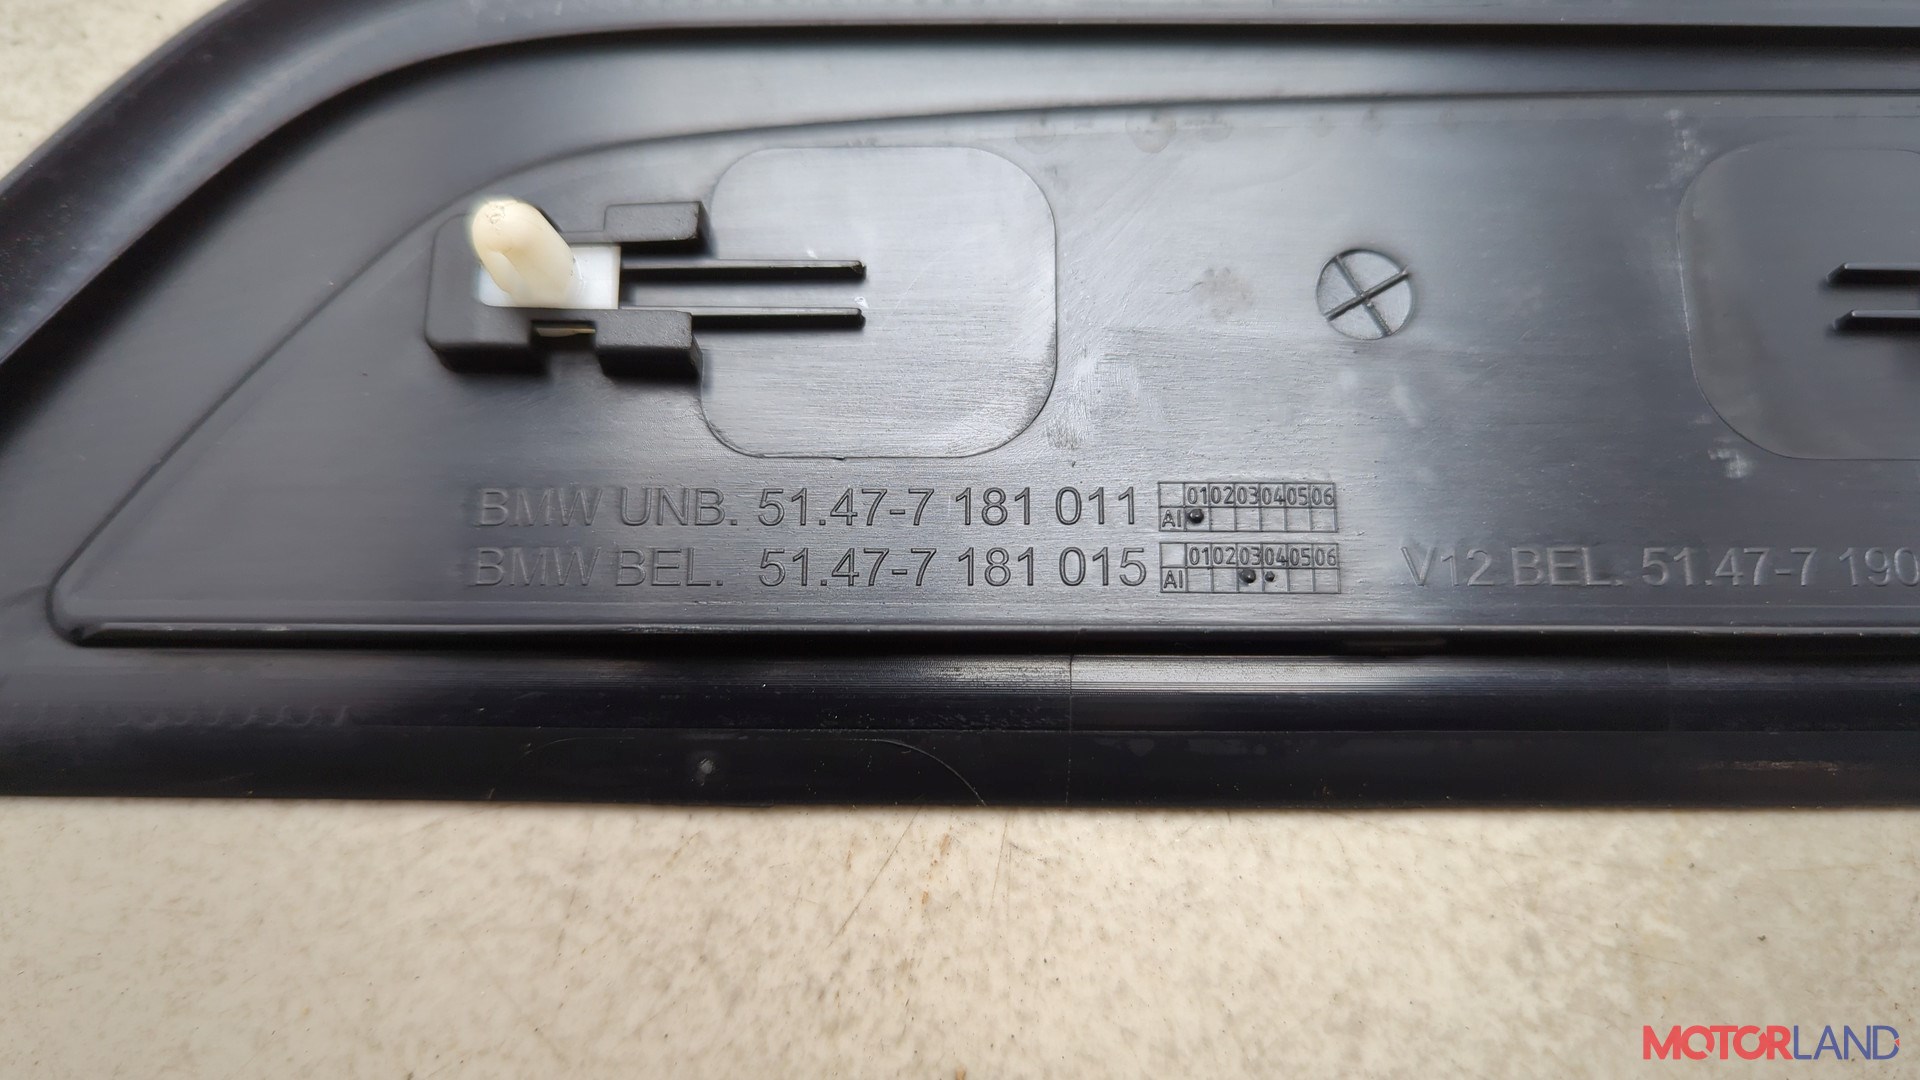 BMW UNB. 51.47-7 181 011 01 02 03 04 05 06
AI
BMW BEL. 51.47-7 181 015 01 02 03 04 05 06
AI
V12 BEL. 51.47-7 190
MOTORLAND